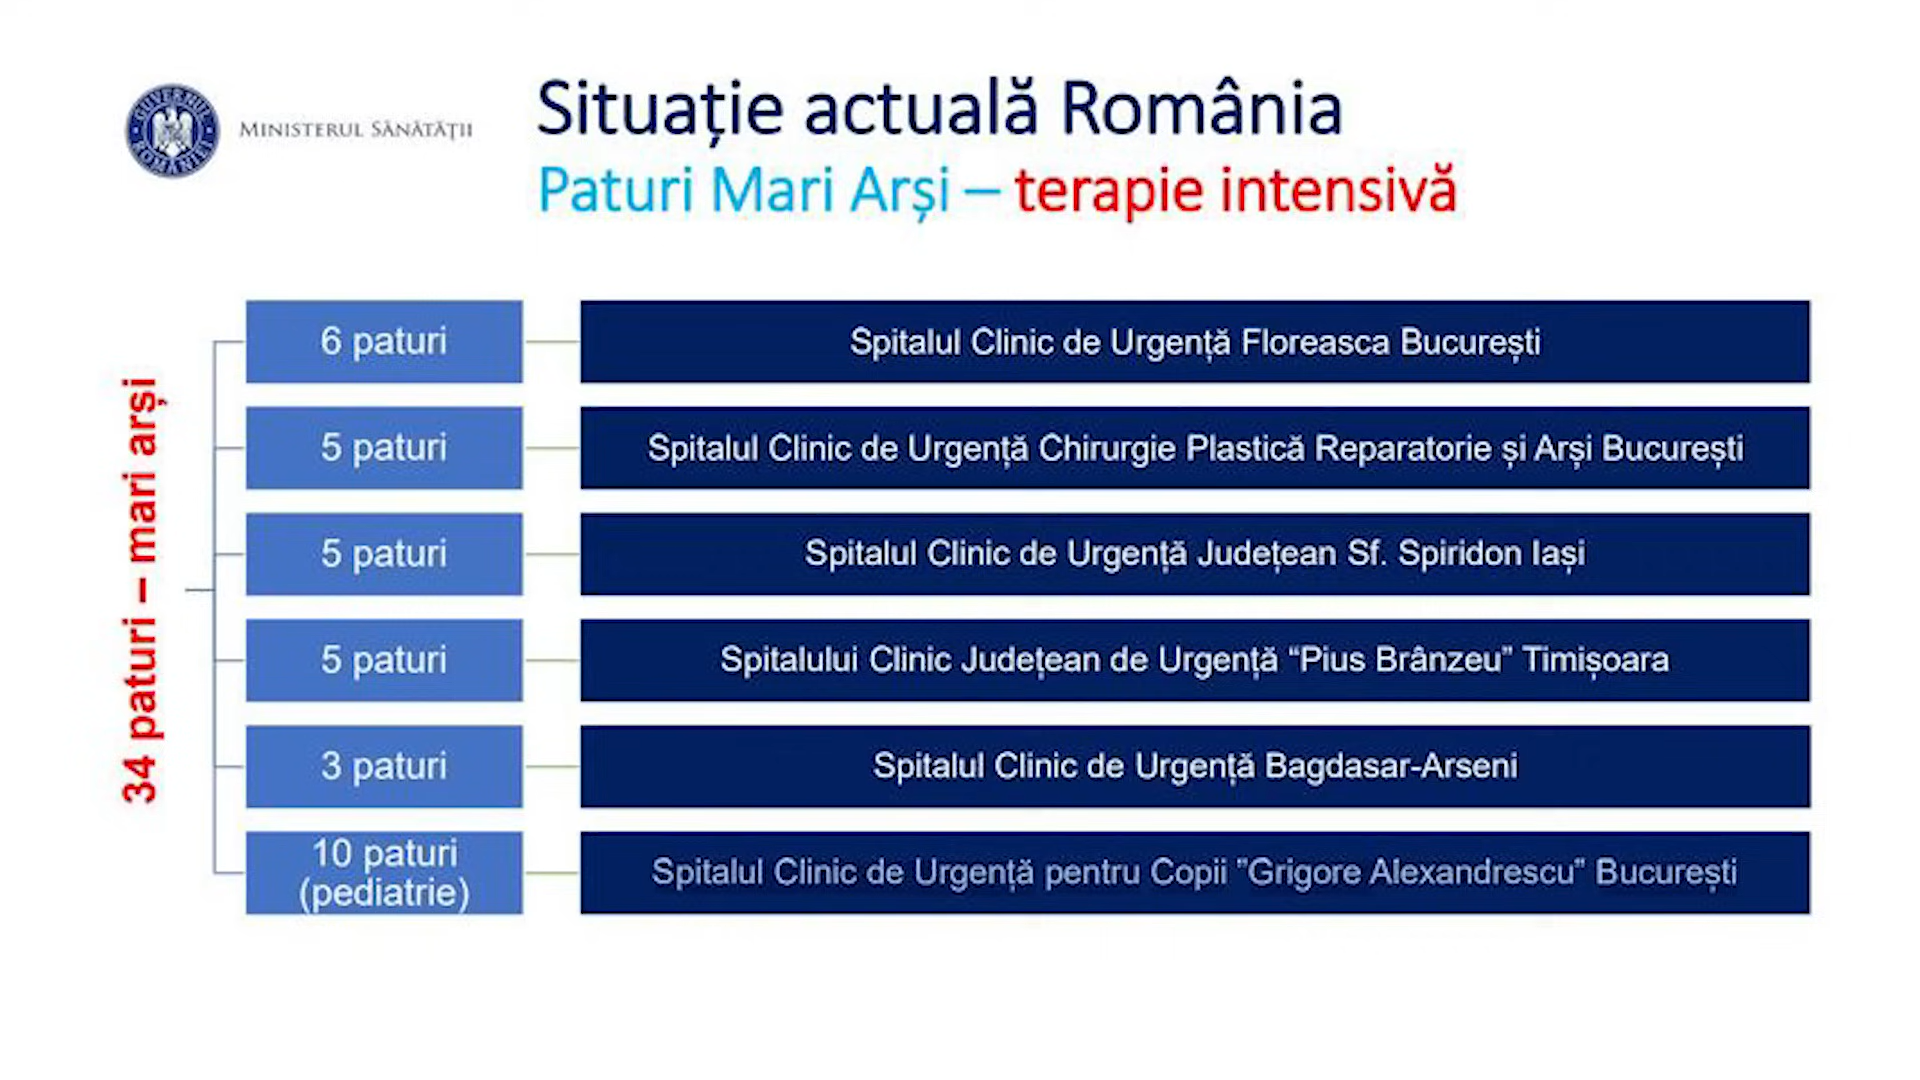 GUVERNUL ROMÂNIEI
MINISTERUL SĂNĂTĂȚII
Situație actuală România
Paturi Mari Arși – terapie intensivă
34 paturi – mari arși
6 paturi
Spitalul Clinic de Urgență Floreasca București
5 paturi
Spitalul Clinic de Urgență Chirurgie Plastică Reparatorie și Arși București
5 paturi
Spitalul Clinic de Urgență Județean Sf. Spiridon Iași
5 paturi
Spitalului Clinic Județean de Urgență “Pius Brânzeu” Timișoara
3 paturi
Spitalul Clinic de Urgență Bagdasar-Arseni
10 paturi
(pediatrie)
Spitalul Clinic de Urgență pentru Copii ”Grigore Alexandrescu” București